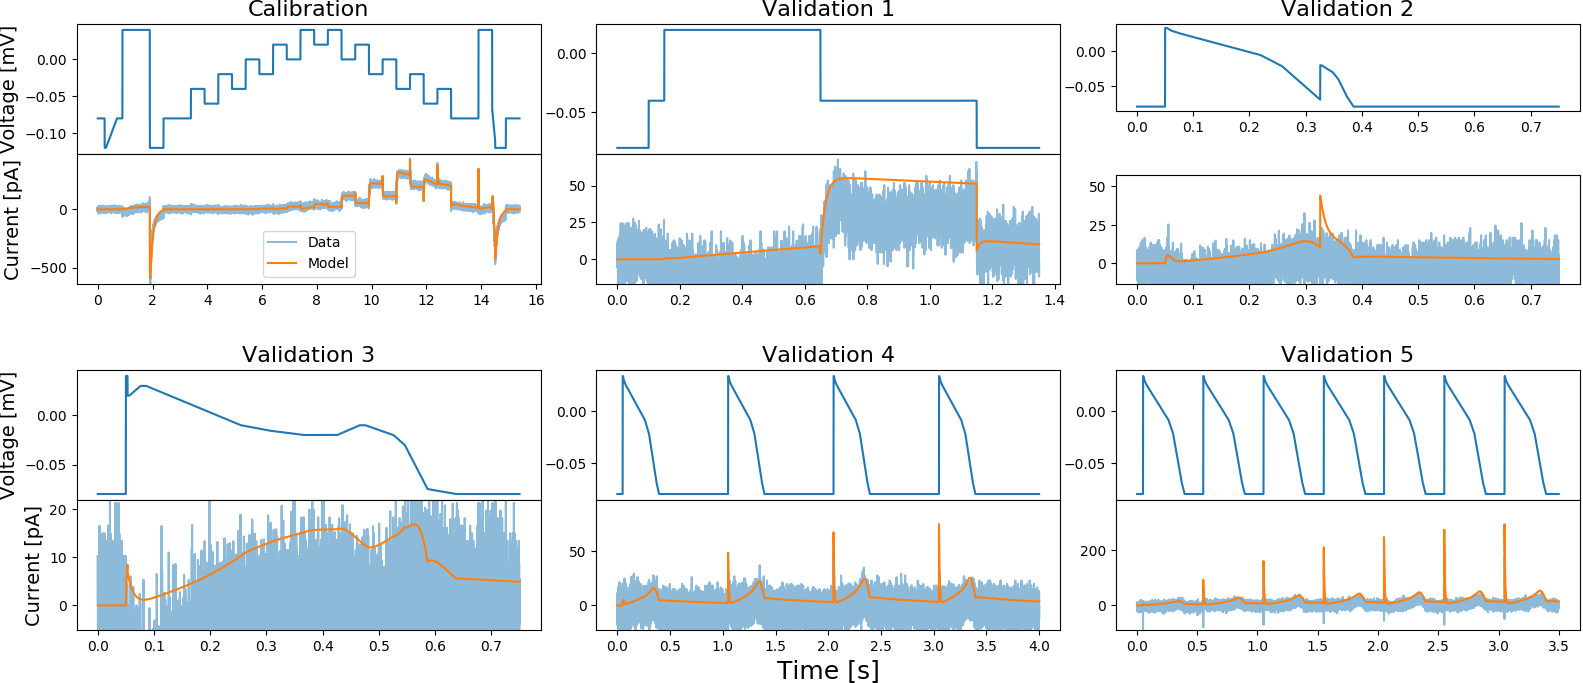 Calibration
Validation 1
Validation 2
Voltage [mV]
0.00
−0.05
−0.10
0.00
−0.05
0.00
−0.05
0.0 0.1 0.2 0.3 0.4 0.5 0.6 0.7
Current [pA]
0
−500
Data
Model
0 2 4 6 8 10 12 14 16
50
25
0
0.0 0.2 0.4 0.6 0.8 1.0 1.2 1.4
50
25
0
0.0 0.1 0.2 0.3 0.4 0.5 0.6 0.7
Validation 3
Validation 4
Validation 5
Voltage [mV]
0.00
−0.05
0.00
−0.05
0.00
−0.05
Current [pA]
20
10
0
0.0 0.1 0.2 0.3 0.4 0.5 0.6 0.7
50
0
0.0 0.5 1.0 1.5 2.0 2.5 3.0 3.5 4.0
200
0
0.0 0.5 1.0 1.5 2.0 2.5 3.0 3.5
Time [s]